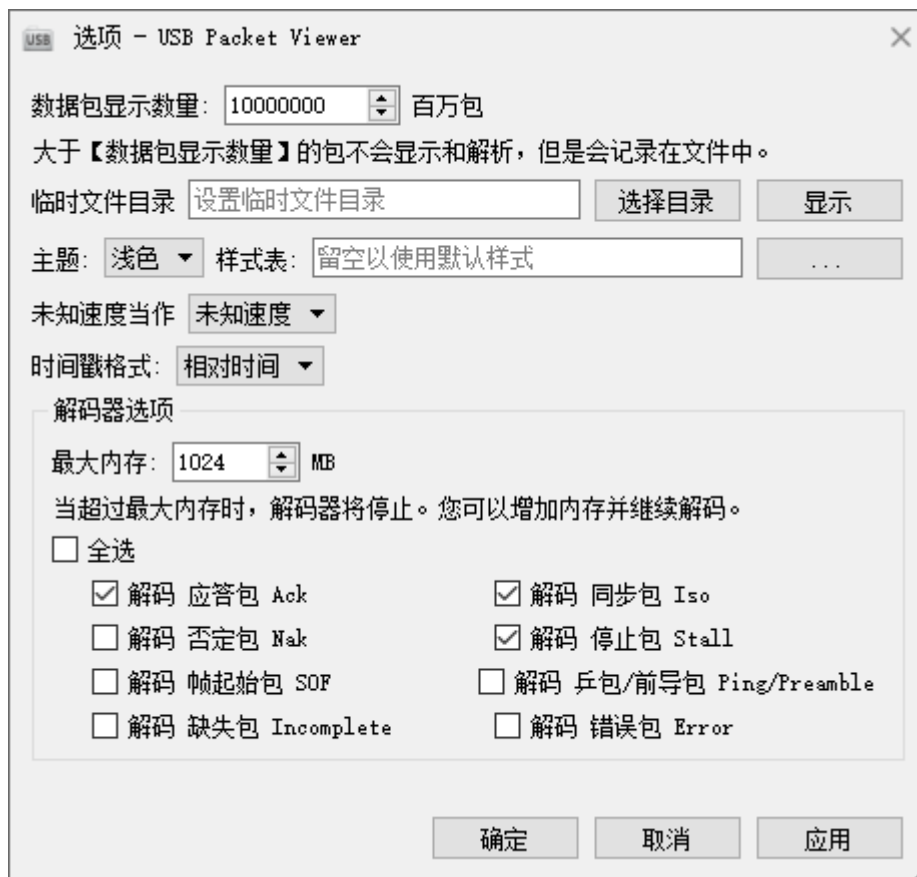 USB 选项 - USB Packet Viewer
数据包显示数量: 10000000 百万包
大于【数据包显示数量】的包不会显示和解析，但是会记录在文件中。
临时文件目录 设置临时文件目录 选择目录 显示
主题: 浅色 样式表: 留空以使用默认样式 ...
未知速度当作 未知速度
时间戳格式: 相对时间
解码器选项
最大内存: 1024 MB
当超过最大内存时，解码器将停止。您可以增加内存并继续解码。
全选
解码 应答包 Ack 解码 同步包 Iso
解码 否定包 Nak 解码 停止包 Stall
解码 帧起始包 SOF 解码 乒包/前导包 Ping/Preamble
解码 缺失包 Incomplete 解码 错误包 Error
确定 取消 应用